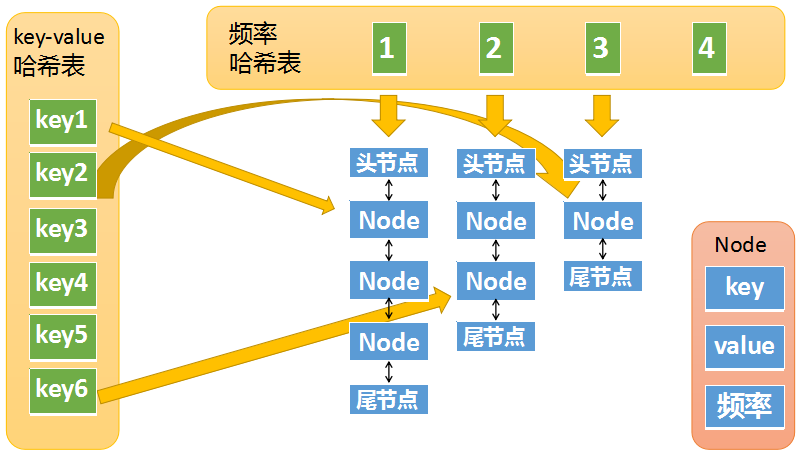 key-value
哈希表
key1
key2
key3
key4
key5
key6
频率
哈希表
1
2
3
4
头节点
Node
Node
Node
尾节点
头节点
Node
Node
尾节点
头节点
Node
尾节点
Node
key
value
频率